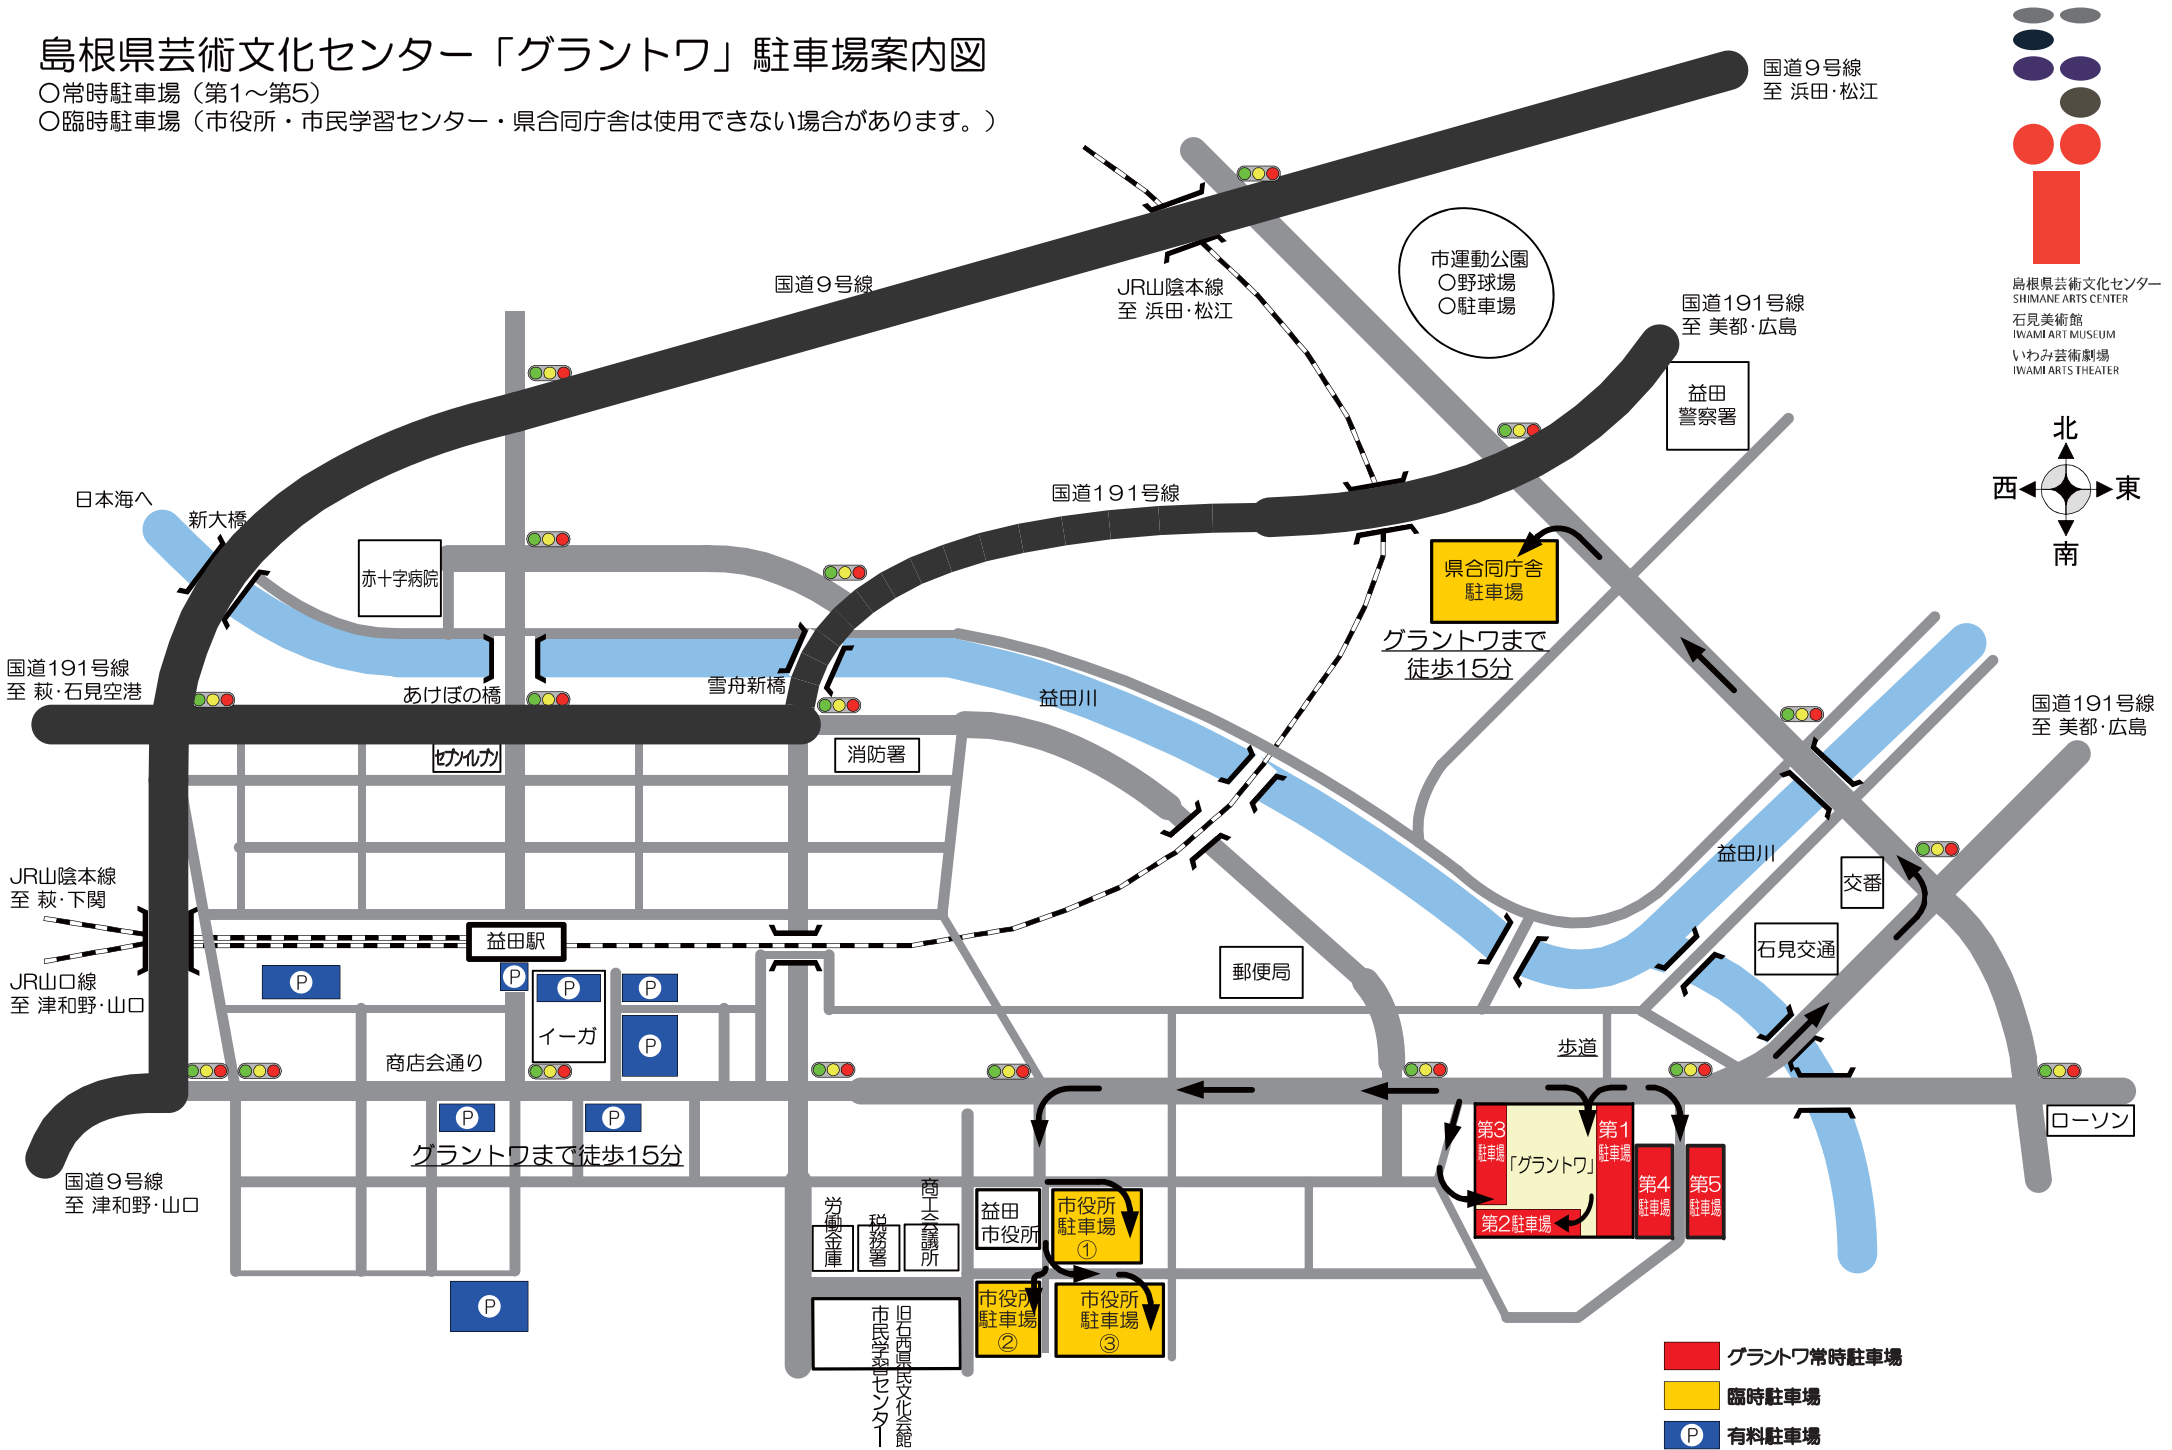 島根県芸術文化センター「グラントワ」駐車場案内図
○常時駐車場（第1～第5）
○臨時駐車場（市役所・市民学習センター・県合同庁舎は使用できない場合があります。）
国道9号線
至 浜田・松江
島根県芸術文化センター
SHIMANE ARTS CENTER
石見美術館
IWAMI ART MUSEUM
いわみ芸術劇場
IWAMI ARTS THEATER
国道9号線
JR山陰本線
至 浜田・松江
市運動公園
○野球場
○駐車場
国道191号線
至 美都・広島
益田
警察署
北
西
東
南
日本海へ
新大橋
国道191号線
赤十字病院
県合同庁舎
駐車場
グラントワまで
徒歩15分
国道191号線
至 萩・石見空港
あけぼの橋
雪舟新橋
益田川
国道191号線
至 美都・広島
セブンイレブン
消防署
益田川
交番
JR山陰本線
至 萩・下関
益田駅
石見交通
郵便局
JR山口線
至 津和野・山口
P
P
P
P
P
イーガ
商店会通り
歩道
P
P
グラントワまで徒歩15分
ローソン
第3
駐車場
「グラントワ」
第1
駐車場
第2駐車場
第4
駐車場
第5
駐車場
国道9号線
至 津和野・山口
労働金庫
税務署
商工会議所
益田
市役所
市役所
駐車場
①
市役所
駐車場
②
市役所
駐車場
③
P
旧石西県民文化会館
市民学習センター
グラントワ常時駐車場
臨時駐車場
P
有料駐車場